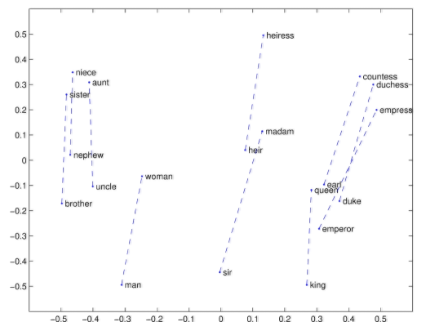 0.5
0.4
0.3
0.2
0.1
0
−0.1
−0.2
−0.3
−0.4
−0.5
heiress
niece
aunt
countess
duchess
sister
empress
madam
nephew
heir
woman
uncle
earl
queen
brother
duke
emperor
sir
man
king
−0.5 −0.4 −0.3 −0.2 −0.1 0 0.1 0.2 0.3 0.4 0.5